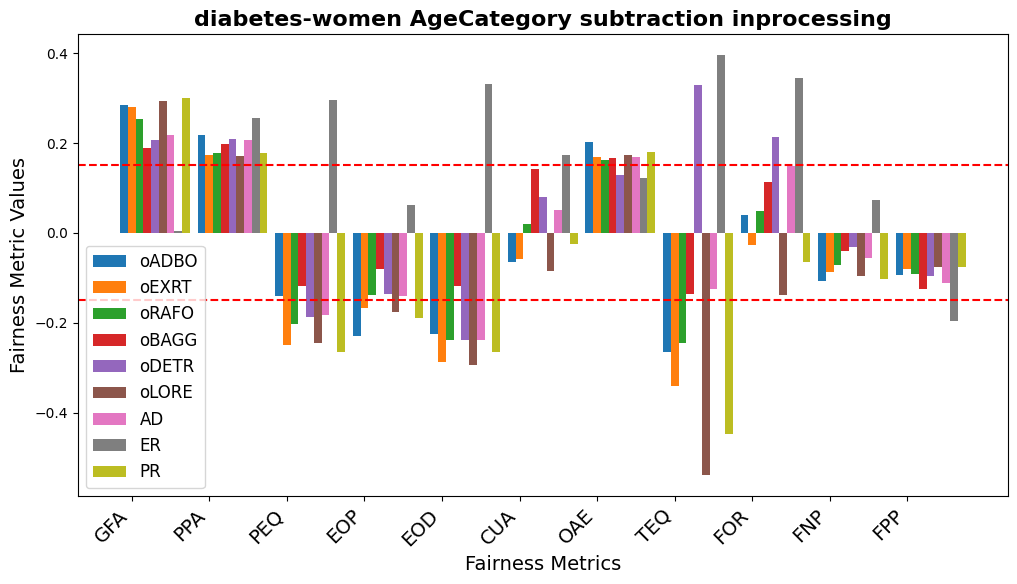 diabetes-women AgeCategory subtraction inprocessing
Fairness Metric Values
0.4
0.2
0.0
−0.2
−0.4
oADBO
oEXRT
oRAFO
oBAGG
oDETR
oLORE
AD
ER
PR
GFA
PPA
PEQ
EOP
EOD
CUA
OAE
TEQ
FOR
FNP
FPP
Fairness Metrics